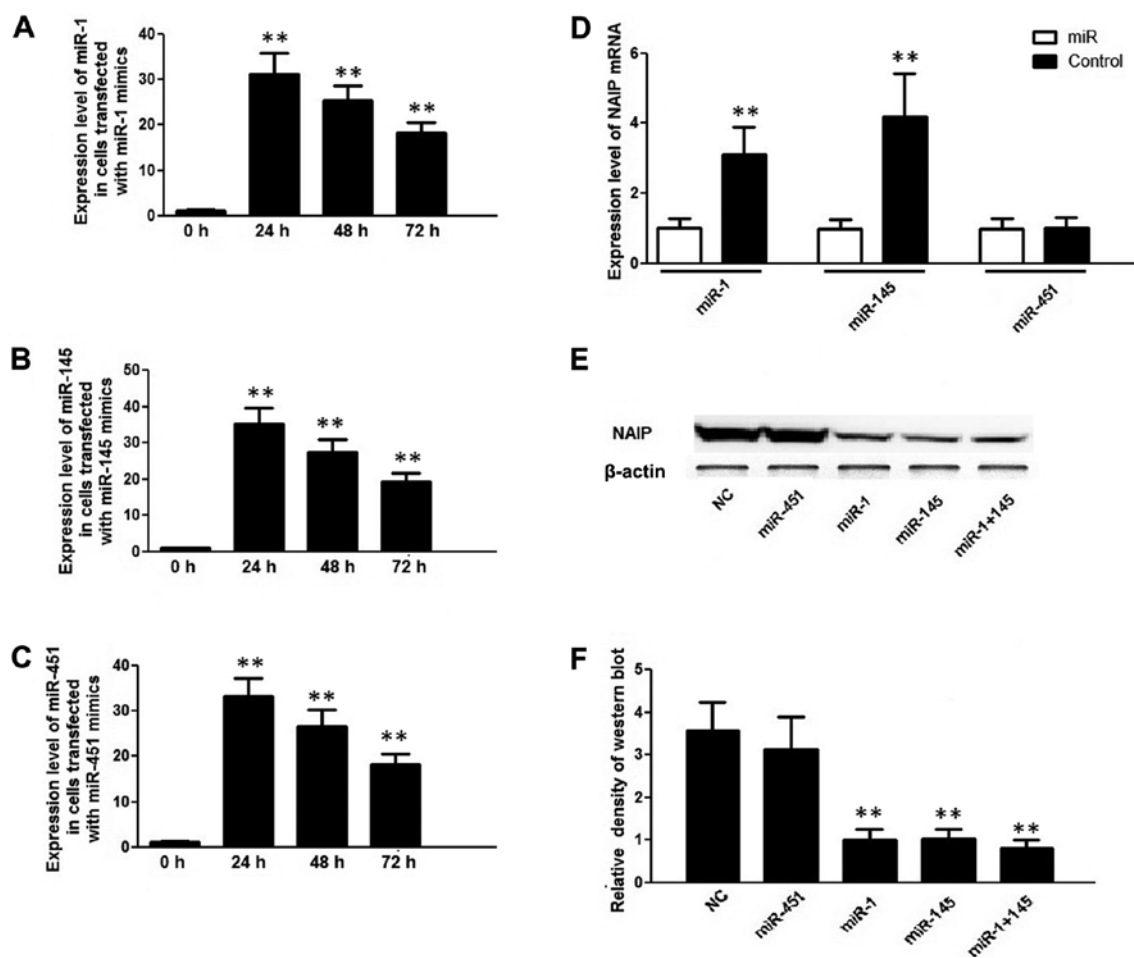 A
Expression level of miR-1
in cells transfected
with miR-1 mimics
40
30
20
10
0
**
**
**
0 h
24 h
48 h
72 h
B
Expression level of miR-145
in cells transfected
with miR-145 mimics
50
40
30
20
10
0
**
**
**
0 h
24 h
48 h
72 h
C
Expression level of miR-451
in cells transfected
with miR-451 mimics
40
30
20
10
0
**
**
**
0 h
24 h
48 h
72 h
D
miR
Control
Expression level of NAIP mRNA
6
4
2
0
**
**
miR-1
miR-145
miR-451
E
NAIP
β-actin
NC
miR-451
miR-1
miR-145
miR-1+145
F
Relative density of western blot
5
4
3
2
1
0
**
**
**
NC
miR-451
miR-1
miR-145
miR-1+145